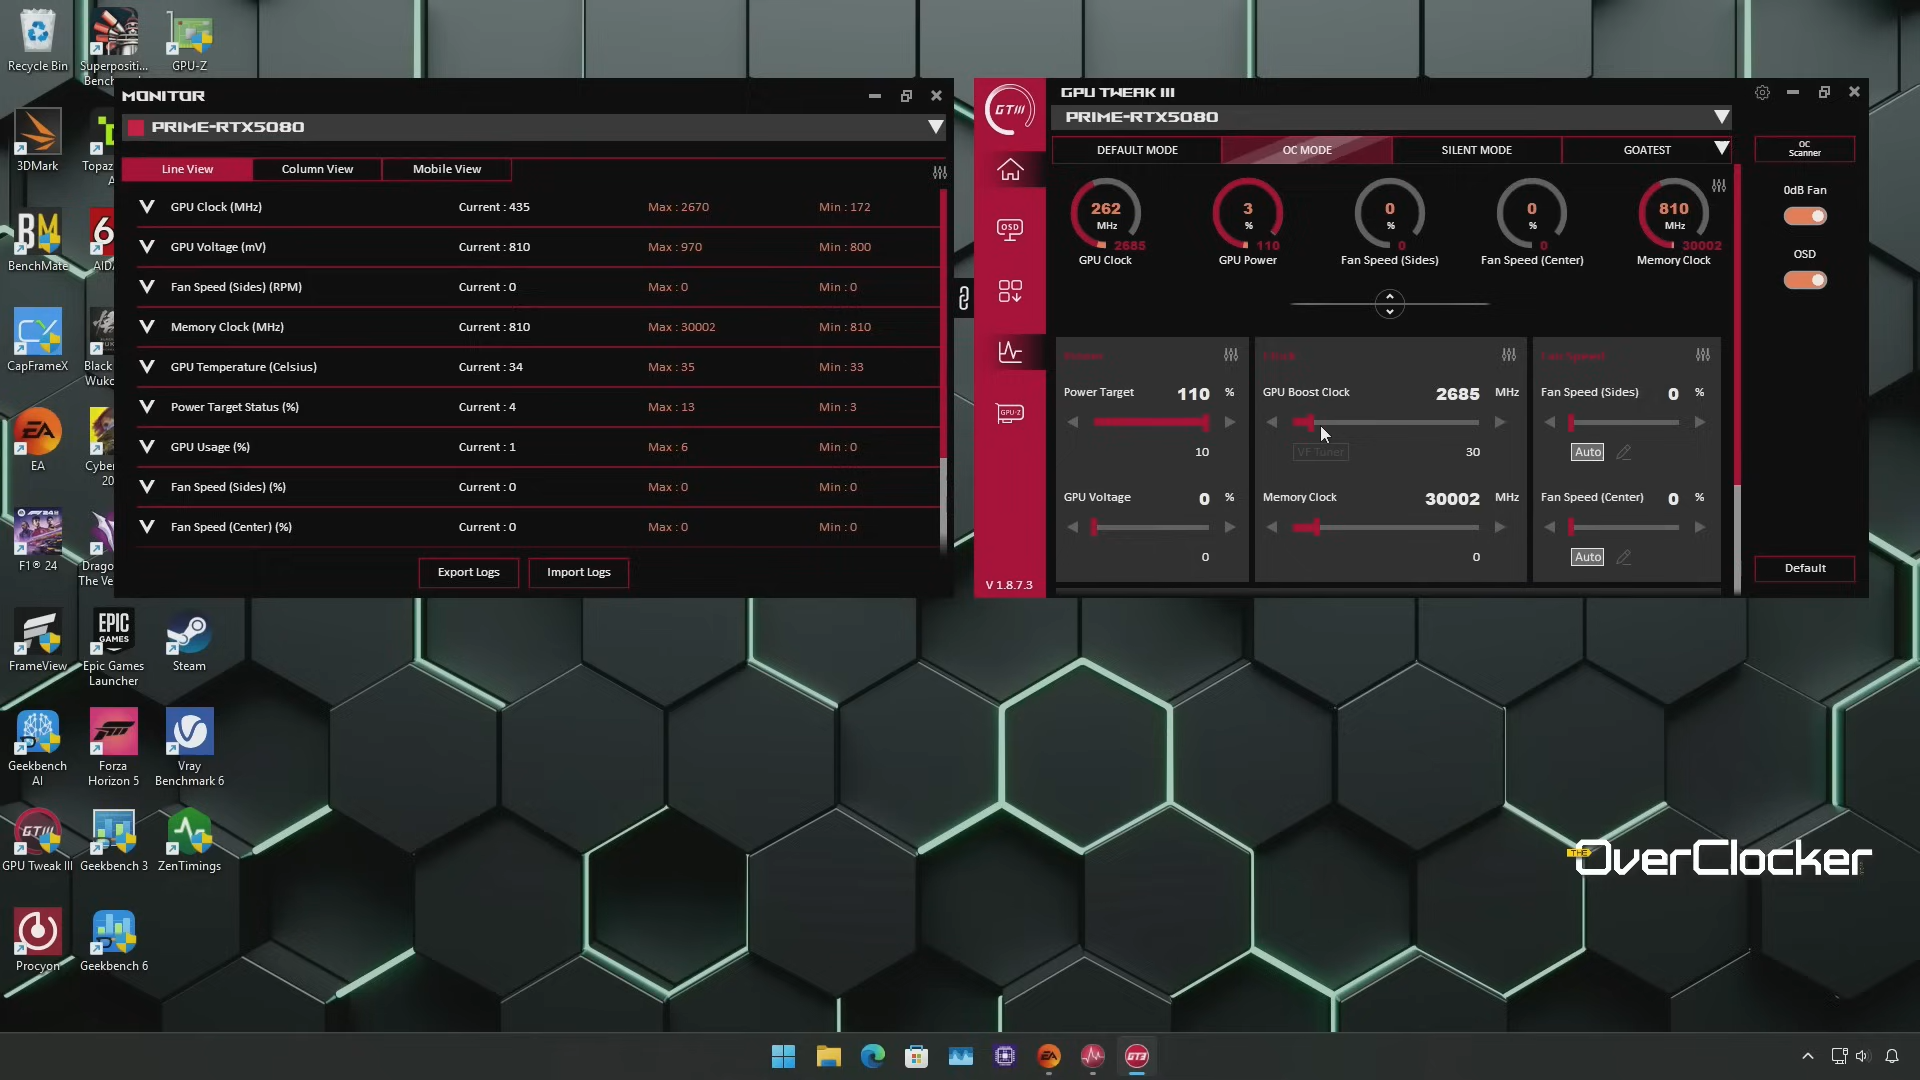 Recycle Bin
Superpositi...
Benc
GPU-Z
3DMark
Topaz
A
BenchMate
AIDA
CapFrameX
Black
Wuko
EA
Cybe
20
F1® 24
Drago
The Ve
FrameView
Epic Games
Launcher
Steam
Geekbench
AI
Forza
Horizon 5
Vray
Benchmark 6
GPU Tweak III
Geekbench 3
ZenTimings
Procyon
Geekbench 6
MONITOR
PRIME-RTX5080
Line View
Column View
Mobile View
GPU Clock (MHz) Current : 435 Max : 2670 Min : 172
GPU Voltage (mV) Current : 810 Max : 970 Min : 800
Fan Speed (Sides) (RPM) Current : 0 Max : 0 Min : 0
Memory Clock (MHz) Current : 810 Max : 30002 Min : 810
GPU Temperature (Celsius) Current : 34 Max : 35 Min : 33
Power Target Status (%) Current : 4 Max : 13 Min : 3
GPU Usage (%) Current : 1 Max : 6 Min : 0
Fan Speed (Sides) (%) Current : 0 Max : 0 Min : 0
Fan Speed (Center) (%) Current : 0 Max : 0 Min : 0
Export Logs
Import Logs
GTIII
OSD
GPU-Z
V 1.8.7.3
GPU TWEAK III
PRIME-RTX5080
DEFAULT MODE
OC MODE
SILENT MODE
GOATEST
262
MHz
2685
GPU Clock
3
%
110
GPU Power
0
%
0
Fan Speed (Sides)
0
%
0
Fan Speed (Center)
810
MHz
30002
Memory Clock
Power Target 110 %
10
GPU Voltage 0 %
0
GPU Boost Clock 2685 MHz
VF Tuner
30
Memory Clock 30002 MHz
0
Fan Speed
Fan Speed (Sides) 0 %
Auto
Fan Speed (Center) 0 %
Auto
OC
Scanner
0dB Fan
OSD
Default
THE OverClocker